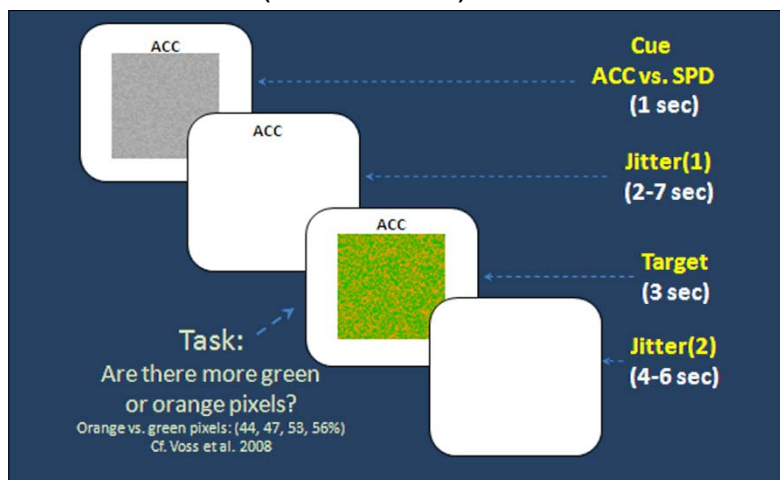 ACC
Cue
ACC vs. SPD
(1 sec)
ACC
Jitter(1)
(2-7 sec)
ACC
Target
(3 sec)
Task:
Are there more green
or orange pixels?
Orange vs. green pixels: (44, 47, 53, 56%)
Cf. Voss et al. 2008
Jitter(2)
(4-6 sec)